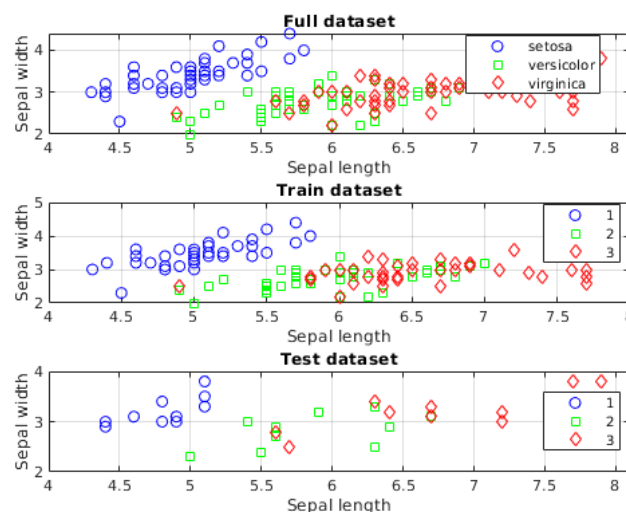 Full dataset
4
3
2
Sepal width
setosa
versicolor
virginica
4 4.5 5 5.5 6 6.5 7 7.5 8
Sepal length
Train dataset
5
4
3
2
Sepal width
1
2
3
4 4.5 5 5.5 6 6.5 7 7.5 8
Sepal length
Test dataset
4
3
2
Sepal width
1
2
3
4 4.5 5 5.5 6 6.5 7 7.5 8
Sepal length